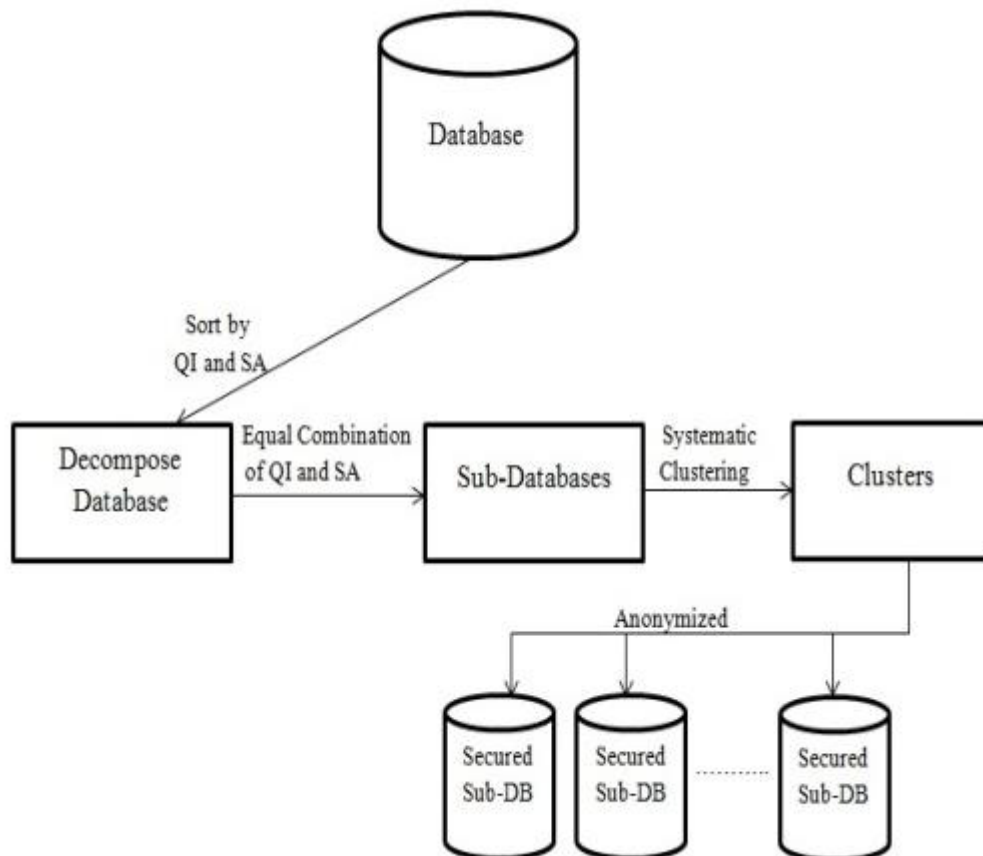 Database
Sort by
QI and SA
Decompose
Database
Equal Combination
of QI and SA
Sub-Databases
Systematic
Clustering
Clusters
Anonymized
Secured
Sub-DB
Secured
Sub-DB
Secured
Sub-DB